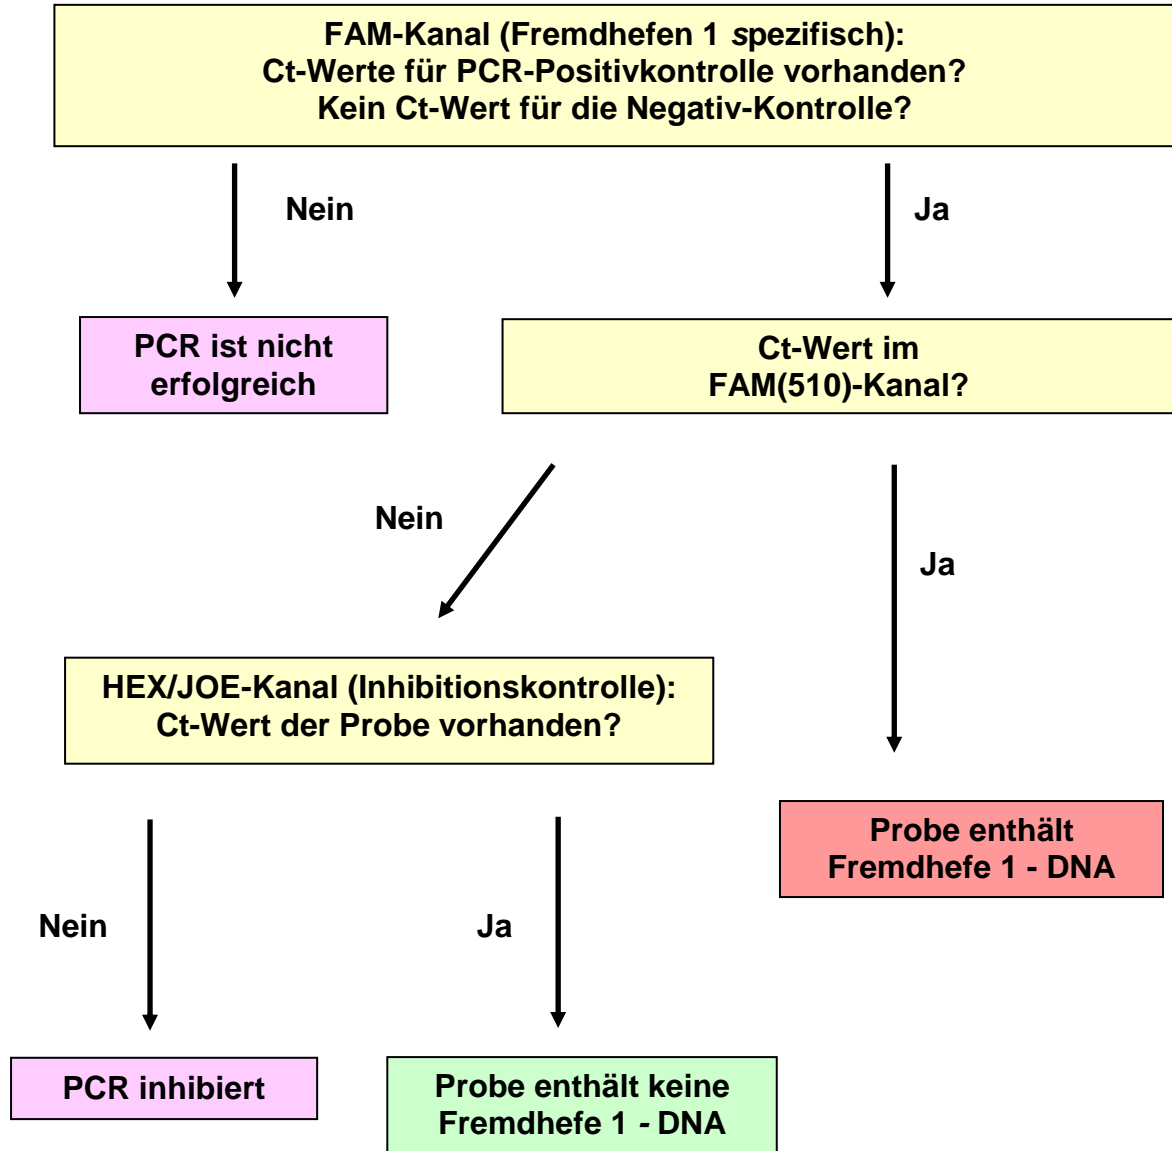 FAM-Kanal (Fremdhefen 1 spezifisch):
Ct-Werte für PCR-Positivkontrolle vorhanden?
Kein Ct-Wert für die Negativ-Kontrolle?
Nein
Ja
PCR ist nicht
erfolgreich
Ct-Wert im
FAM(510)-Kanal?
Nein
Ja
HEX/JOE-Kanal (Inhibitionskontrolle):
Ct-Wert der Probe vorhanden?
Probe enthält
Fremdhefe 1 - DNA
Nein
Ja
PCR inhibiert
Probe enthält keine
Fremdhefe 1 - DNA